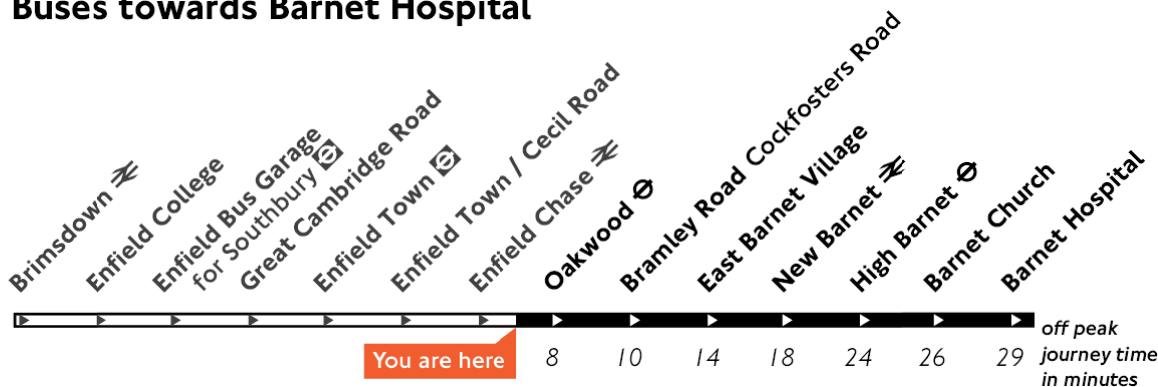 Buses towards Barnet Hospital
Brimsdown
Enfield College
Enfield Bus Garage
for Southbury
Great Cambridge Road
Enfield Town
Enfield Town / Cecil Road
Enfield Chase
Oakwood
Bramley Road Cockfosters Road
East Barnet Village
New Barnet
High Barnet
Barnet Church
Barnet Hospital
You are here
8 10 14 18 24 26 29
off peak
journey time
in minutes